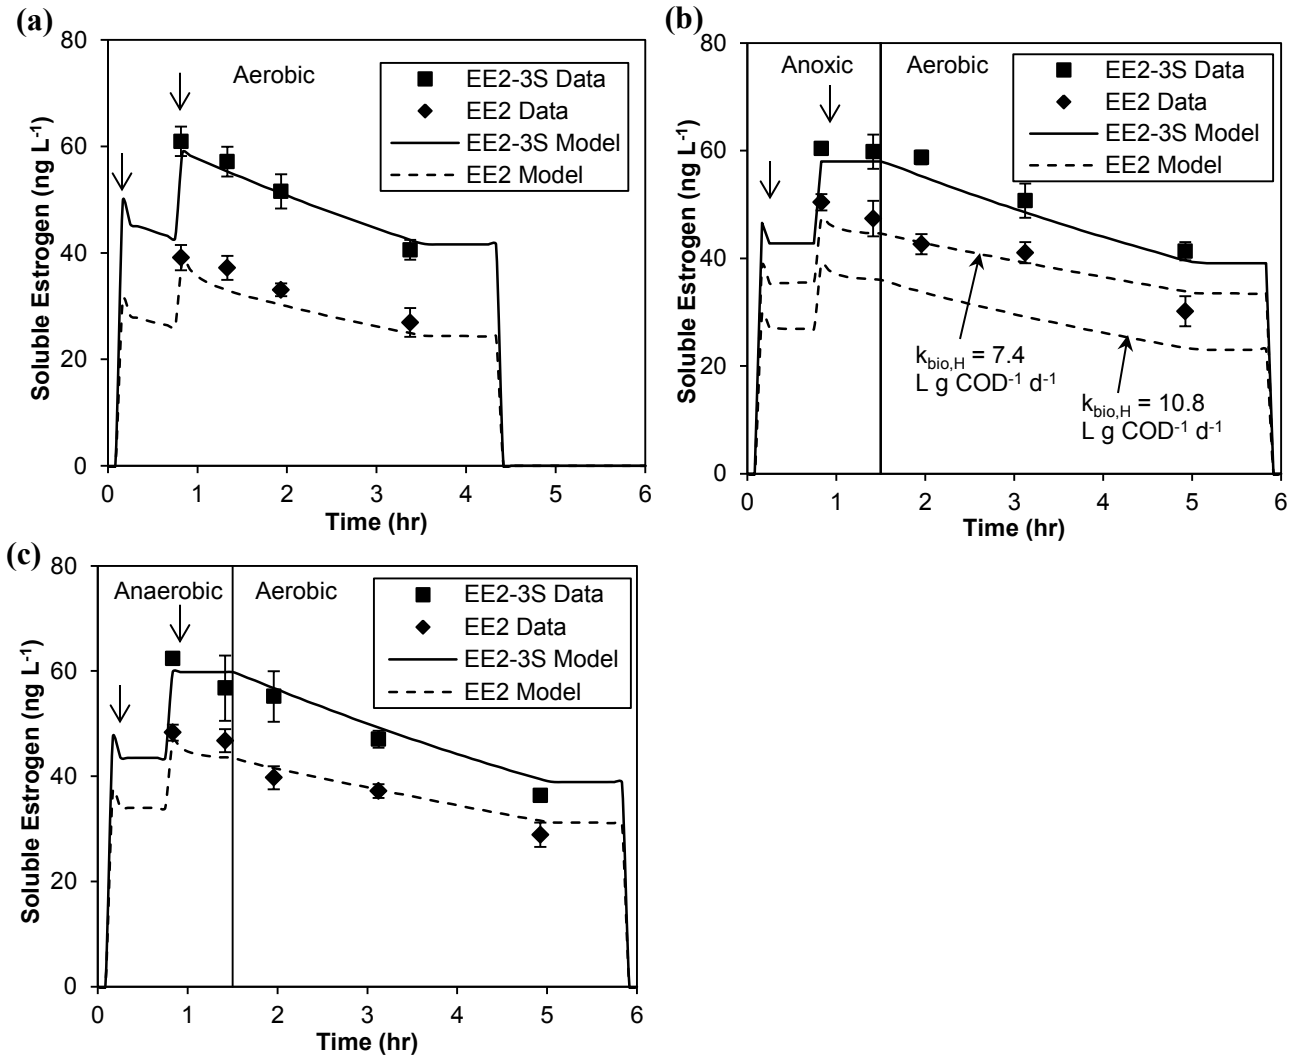 (a)
80
60
40
20
0
Soluble Estrogen (ng L⁻¹)
Aerobic
EE2-3S Data
EE2 Data
EE2-3S Model
EE2 Model
0 1 2 3 4 5 6
Time (hr)
(b)
80
60
40
20
0
Soluble Estrogen (ng L⁻¹)
Anoxic Aerobic
EE2-3S Data
EE2 Data
EE2-3S Model
EE2 Model
k_bio,H = 7.4
L g COD⁻¹ d⁻¹
k_bio,H = 10.8
L g COD⁻¹ d⁻¹
0 1 2 3 4 5 6
Time (hr)
(c)
80
60
40
20
0
Soluble Estrogen (ng L⁻¹)
Anaerobic Aerobic
EE2-3S Data
EE2 Data
EE2-3S Model
EE2 Model
0 1 2 3 4 5 6
Time (hr)